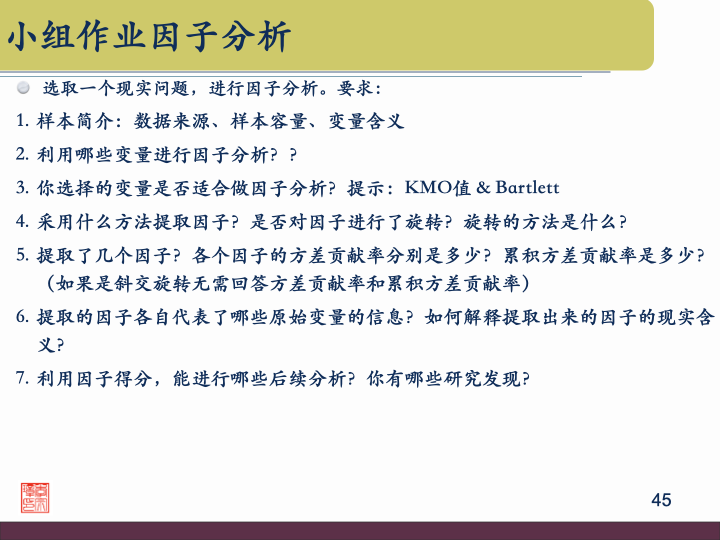 小组作业因子分析
选取一个现实问题，进行因子分析。要求：
1. 样本简介：数据来源、样本容量、变量含义
2. 利用哪些变量进行因子分析？？
3. 你选择的变量是否适合做因子分析？提示：KMO值 & Bartlett
4. 采用什么方法提取因子？是否对因子进行了旋转？旋转的方法是什么？
5. 提取了几个因子？各个因子的方差贡献率分别是多少？累积方差贡献率是多少？
（如果是斜交旋转无需回答方差贡献率和累积方差贡献率）
6. 提取的因子各自代表了哪些原始变量的信息？如何解释提取出来的因子的现实含
义？
7. 利用因子得分，能进行哪些后续分析？你有哪些研究发现？
45